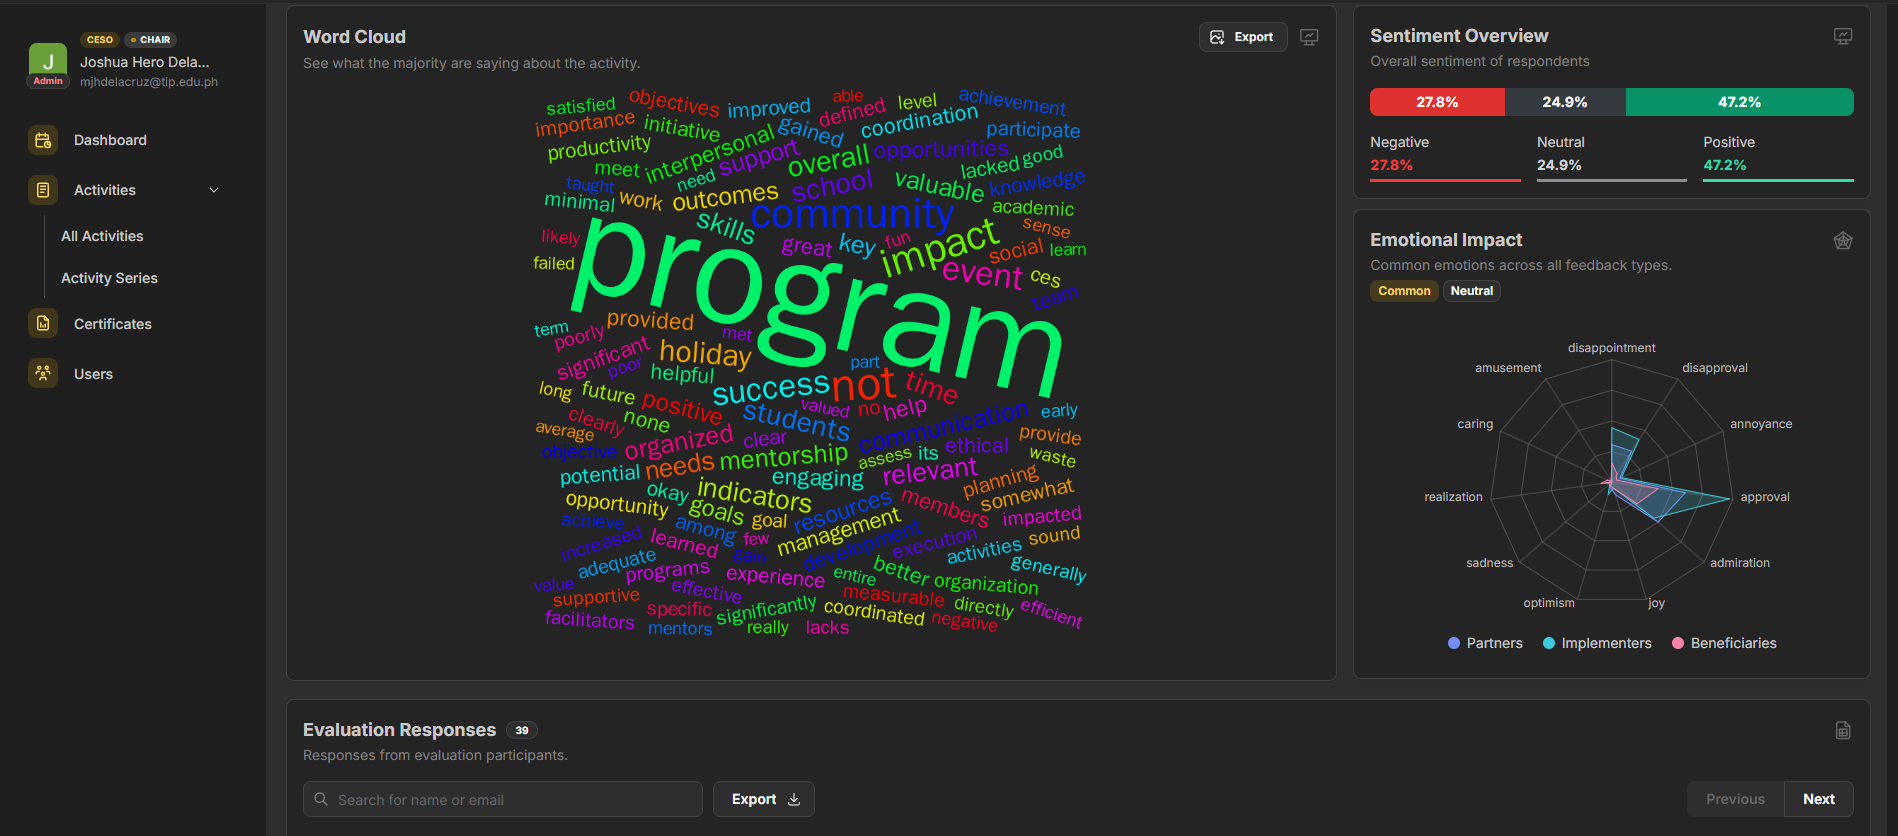 CESO
CHAIR
J
Joshua Hero Dela...
Admin
mjhdelacruz@tip.edu.ph
Dashboard
Activities
All Activities
Activity Series
Certificates
Users
Word Cloud
Export
See what the majority are saying about the activity.
satisfied
objectives
improved
able
defined
level
achievement
importance
initiative
gained
coordination
participate
productivity
interpersonal
support
overall
opportunities
lacked
good
meet
need
school
valuable
knowledge
taught
minimal
work
outcomes
community
academic
likely
skills
great
key
fun
impact
social
sense
learn
failed
program
event
ces
team
term
poorly
provided
met
significant
poor
holiday
helpful
part
success
not
time
long
future
positive
students
valued
no
help
communication
early
clearly
none
average
organized
clear
ethical
provide
objective
needs
mentorship
assess
its
waste
potential
engaging
relevant
planning
okay
indicators
resources
members
somewhat
opportunity
goals
goal
management
impacted
achieve
among
few
development
execution
sound
increased
learned
gain
activities
adequate
programs
experience
entire
better
organization
generally
value
effective
supportive
specific
significantly
measurable
coordinated
directly
efficient
facilitators
mentors
really
lacks
negative
Sentiment Overview
Overall sentiment of respondents
27.8%
24.9%
47.2%
Negative
Neutral
Positive
27.8%
24.9%
47.2%
Emotional Impact
Common emotions across all feedback types.
Common
Neutral
disappointment
amusement
disapproval
caring
annoyance
realization
approval
sadness
admiration
optimism
joy
Partners
Implementers
Beneficiaries
Evaluation Responses
39
Responses from evaluation participants.
Search for name or email
Export
Previous
Next